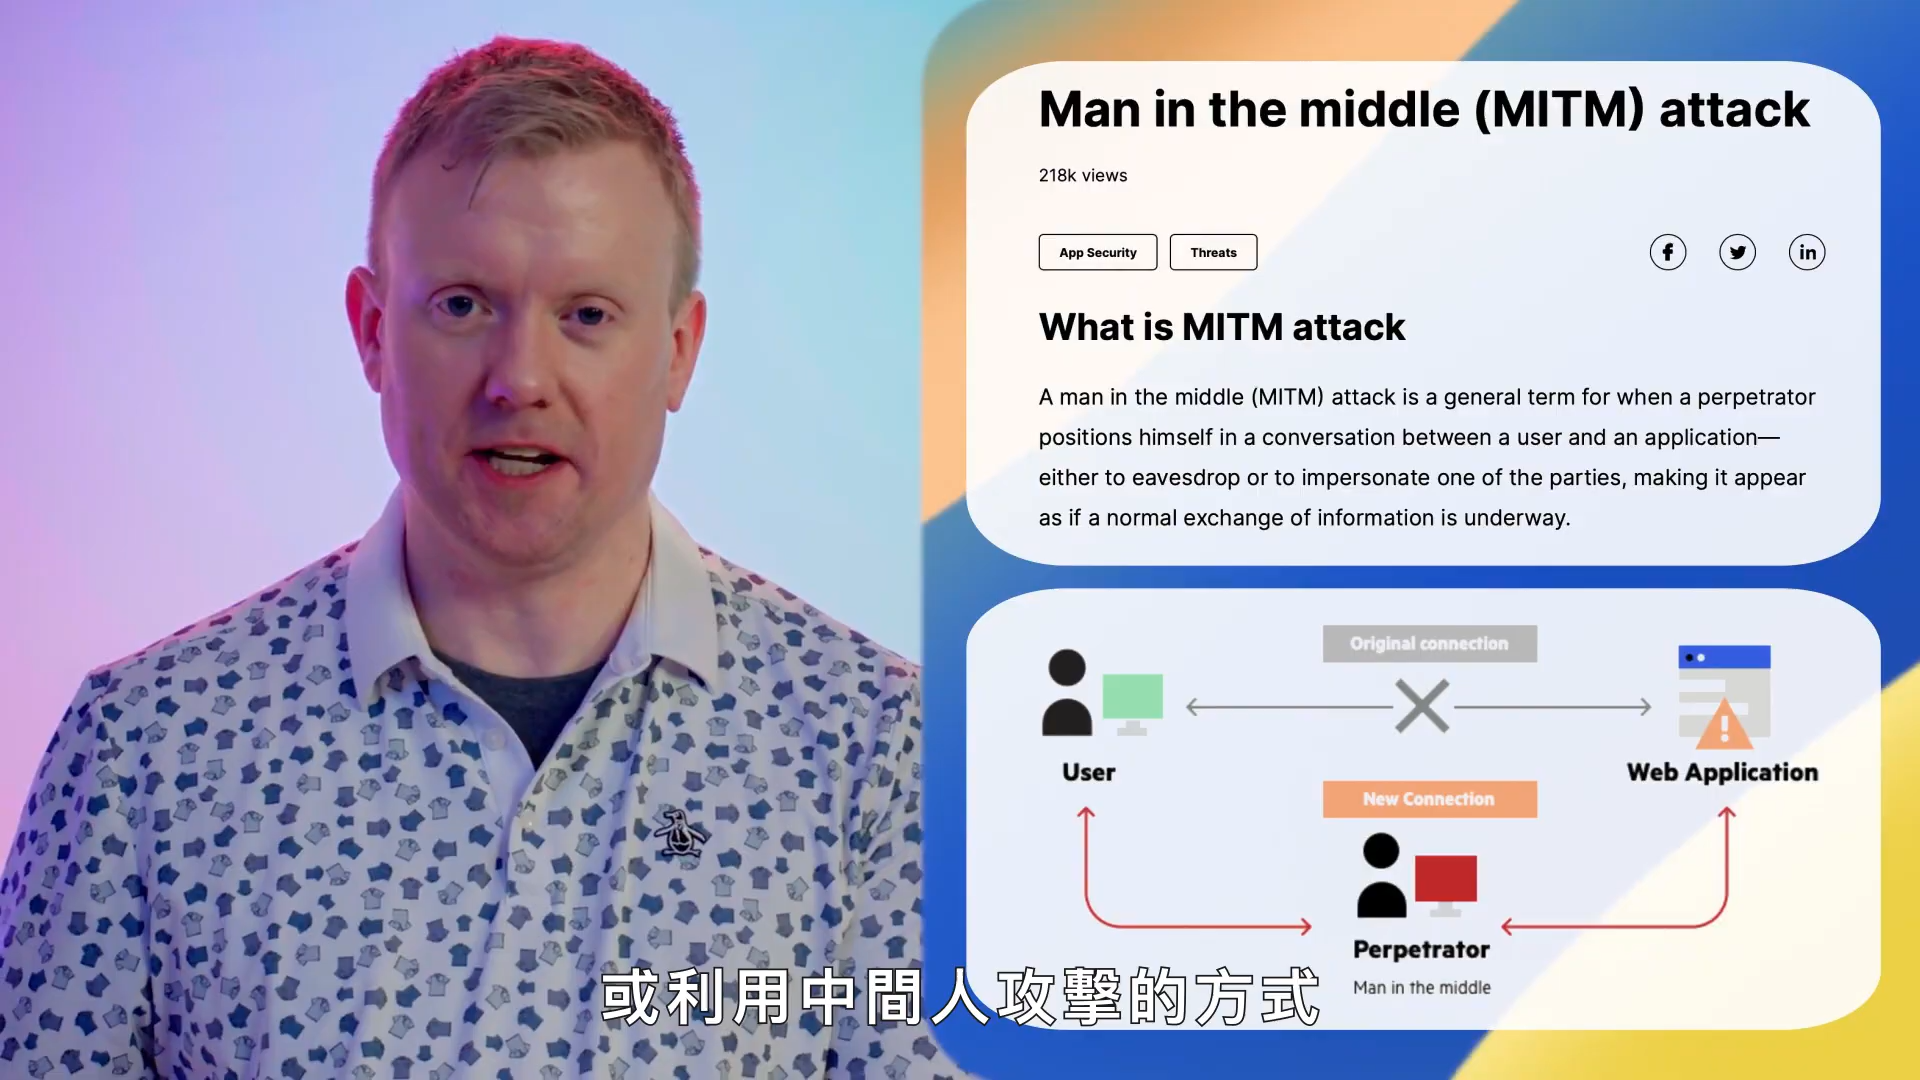 Man in the middle (MITM) attack
218k views
App Security
Threats
What is MITM attack
A man in the middle (MITM) attack is a general term for when a perpetrator
positions himself in a conversation between a user and an application—
either to eavesdrop or to impersonate one of the parties, making it appear
as if a normal exchange of information is underway.
Original connection
User
Web Application
New Connection
Perpetrator
Man in the middle
或利用中間人攻擊的方式